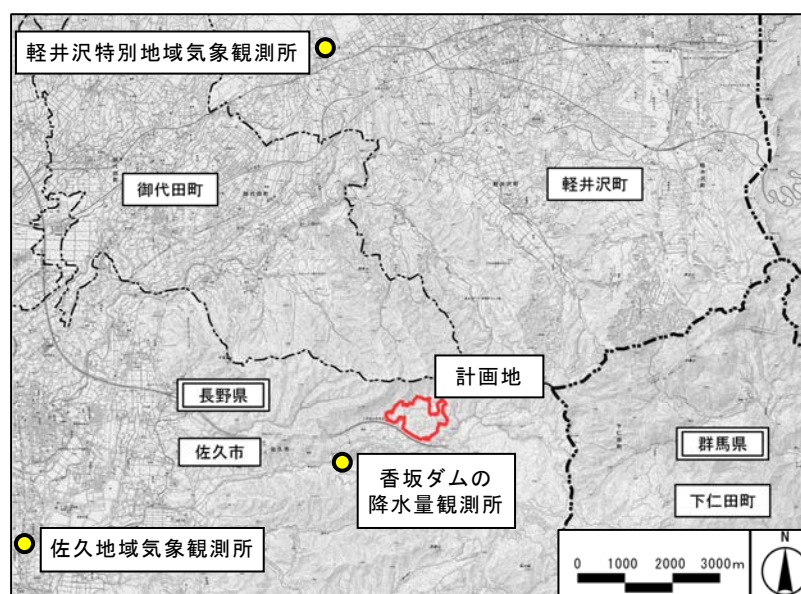 軽井沢特別地域気象観測所
御代田町
軽井沢町
計画地
長野県
佐久市
香坂ダムの
降水量観測所
群馬県
下仁田町
佐久地域気象観測所
N
0 1000 2000 3000m